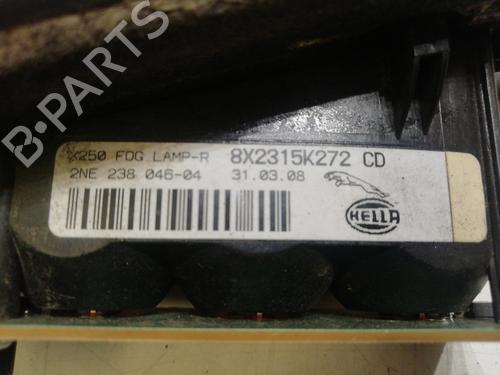 B-PARTS
X250 FOG LAMP-R 8X2315K272 CD
2NE 238 046-04 31.03.08
HELLA